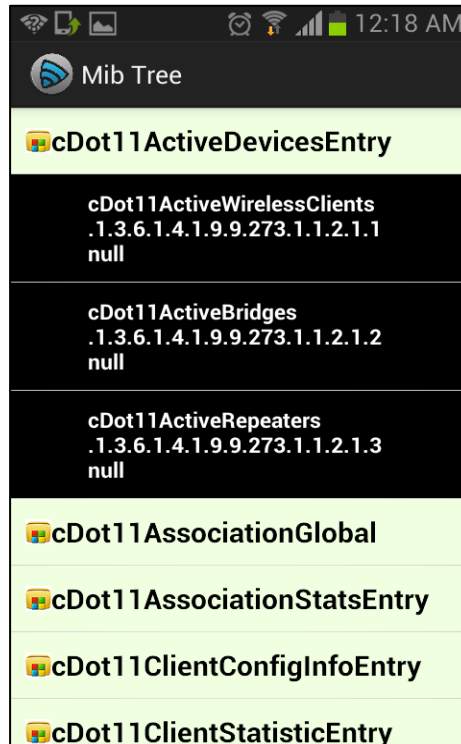 12:18 AM
Mib Tree
cDot11ActiveDevicesEntry
cDot11ActiveWirelessClients
.1.3.6.1.4.1.9.9.273.1.1.2.1.1
null
cDot11ActiveBridges
.1.3.6.1.4.1.9.9.273.1.1.2.1.2
null
cDot11ActiveRepeaters
.1.3.6.1.4.1.9.9.273.1.1.2.1.3
null
cDot11AssociationGlobal
cDot11AssociationStatsEntry
cDot11ClientConfigInfoEntry
cDot11ClientStatisticEntry